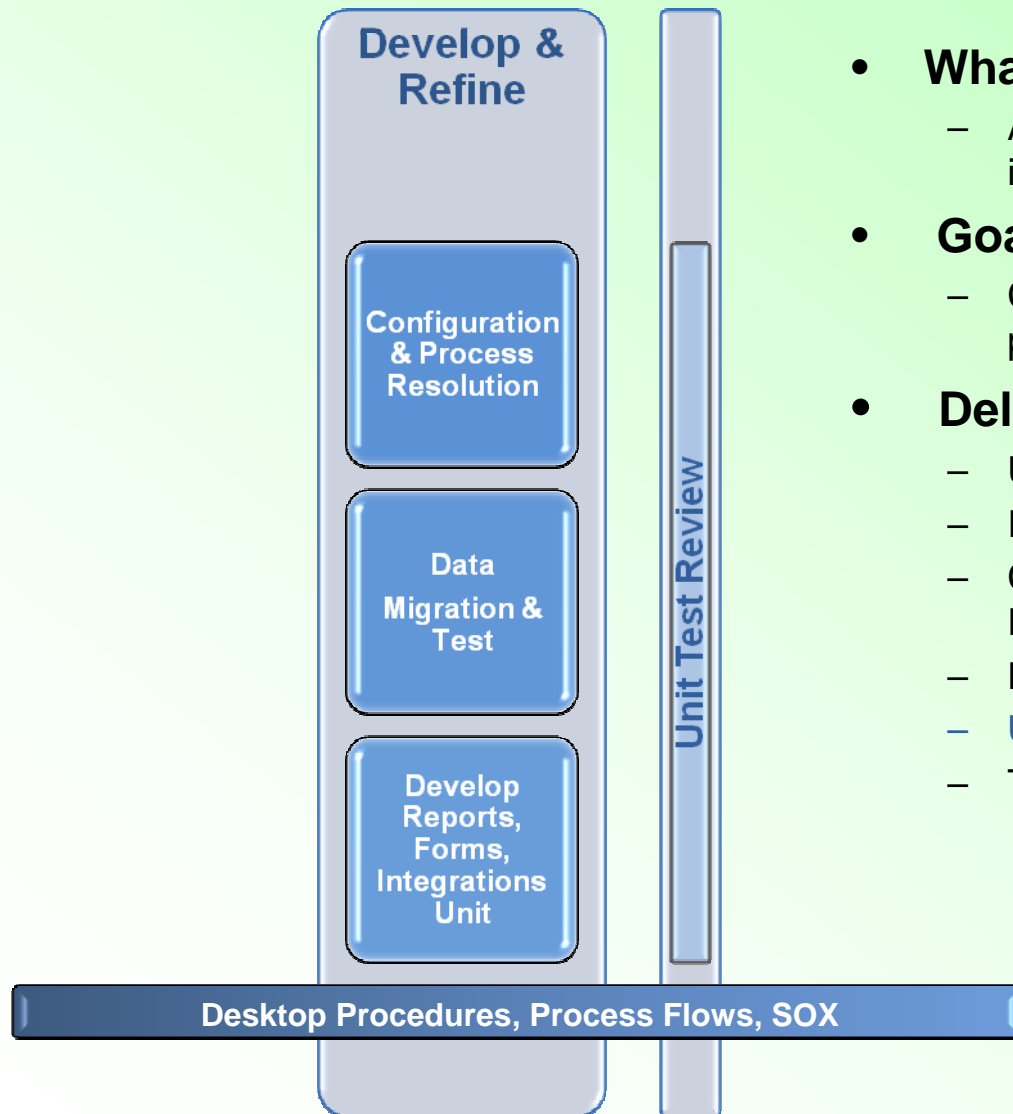 Develop &
Refine
Configuration
& Process
Resolution
Data
Migration &
Test
Develop
Reports,
Forms,
Integrations
Unit
Unit Test Review
Desktop Procedures, Process Flows, SOX
•
–
•
–
•
–
–
–
–
–
–